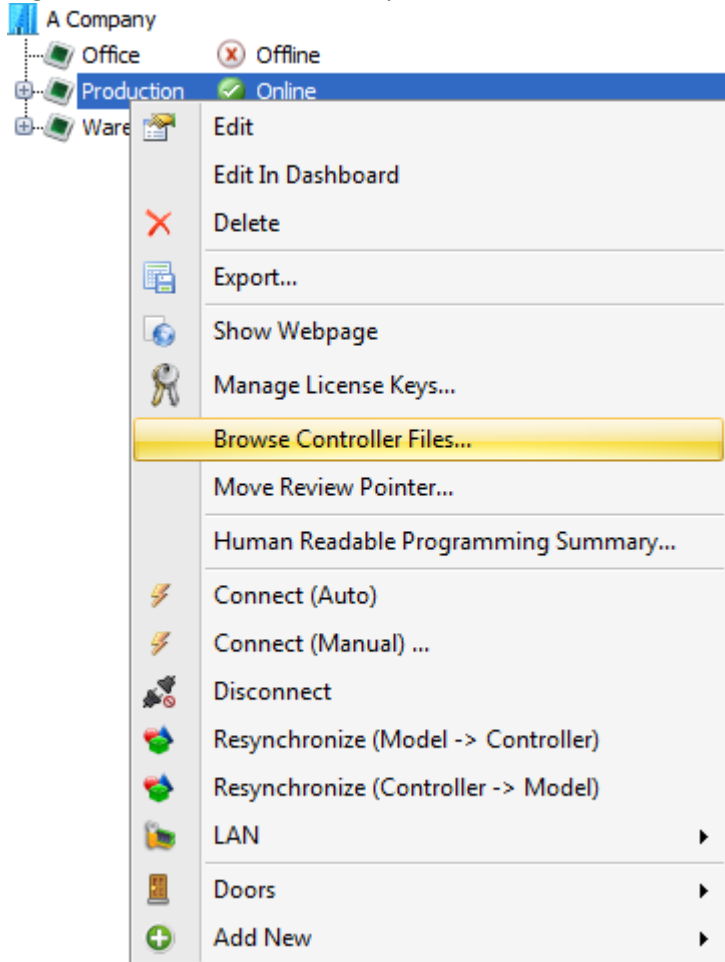 A Company
Office Offline
Production Online
Ware
Edit
Edit In Dashboard
Delete
Export...
Show Webpage
Manage License Keys...
Browse Controller Files...
Move Review Pointer...
Human Readable Programming Summary...
Connect (Auto)
Connect (Manual) ...
Disconnect
Resynchronize (Model -> Controller)
Resynchronize (Controller -> Model)
LAN
Doors
Add New